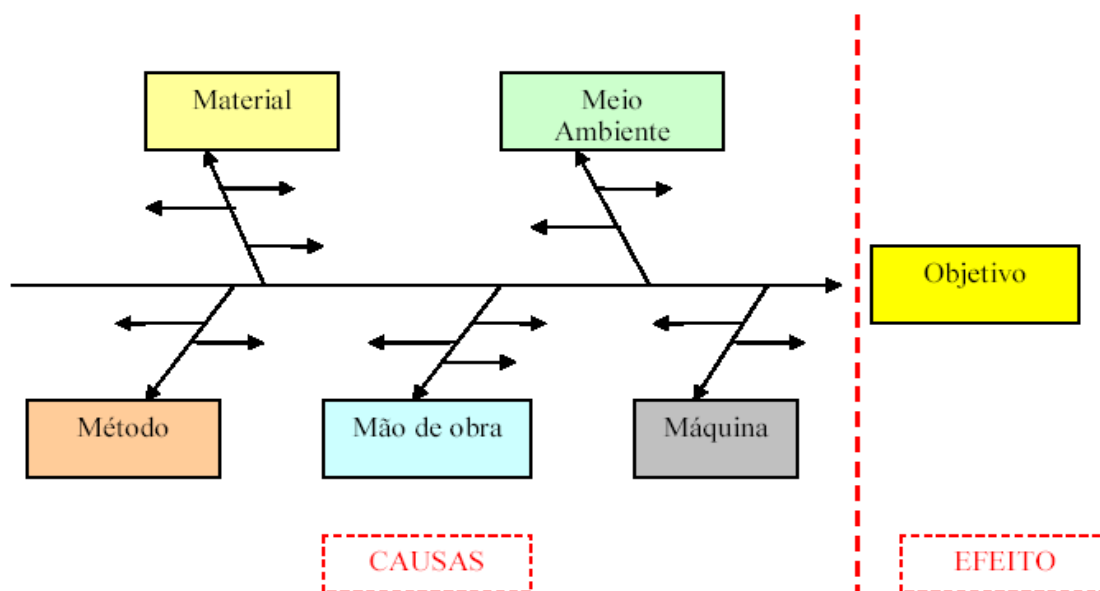 Material
Meio
Ambiente
Objetivo
Método
Mão de obra
Máquina
CAUSAS
EFEITO